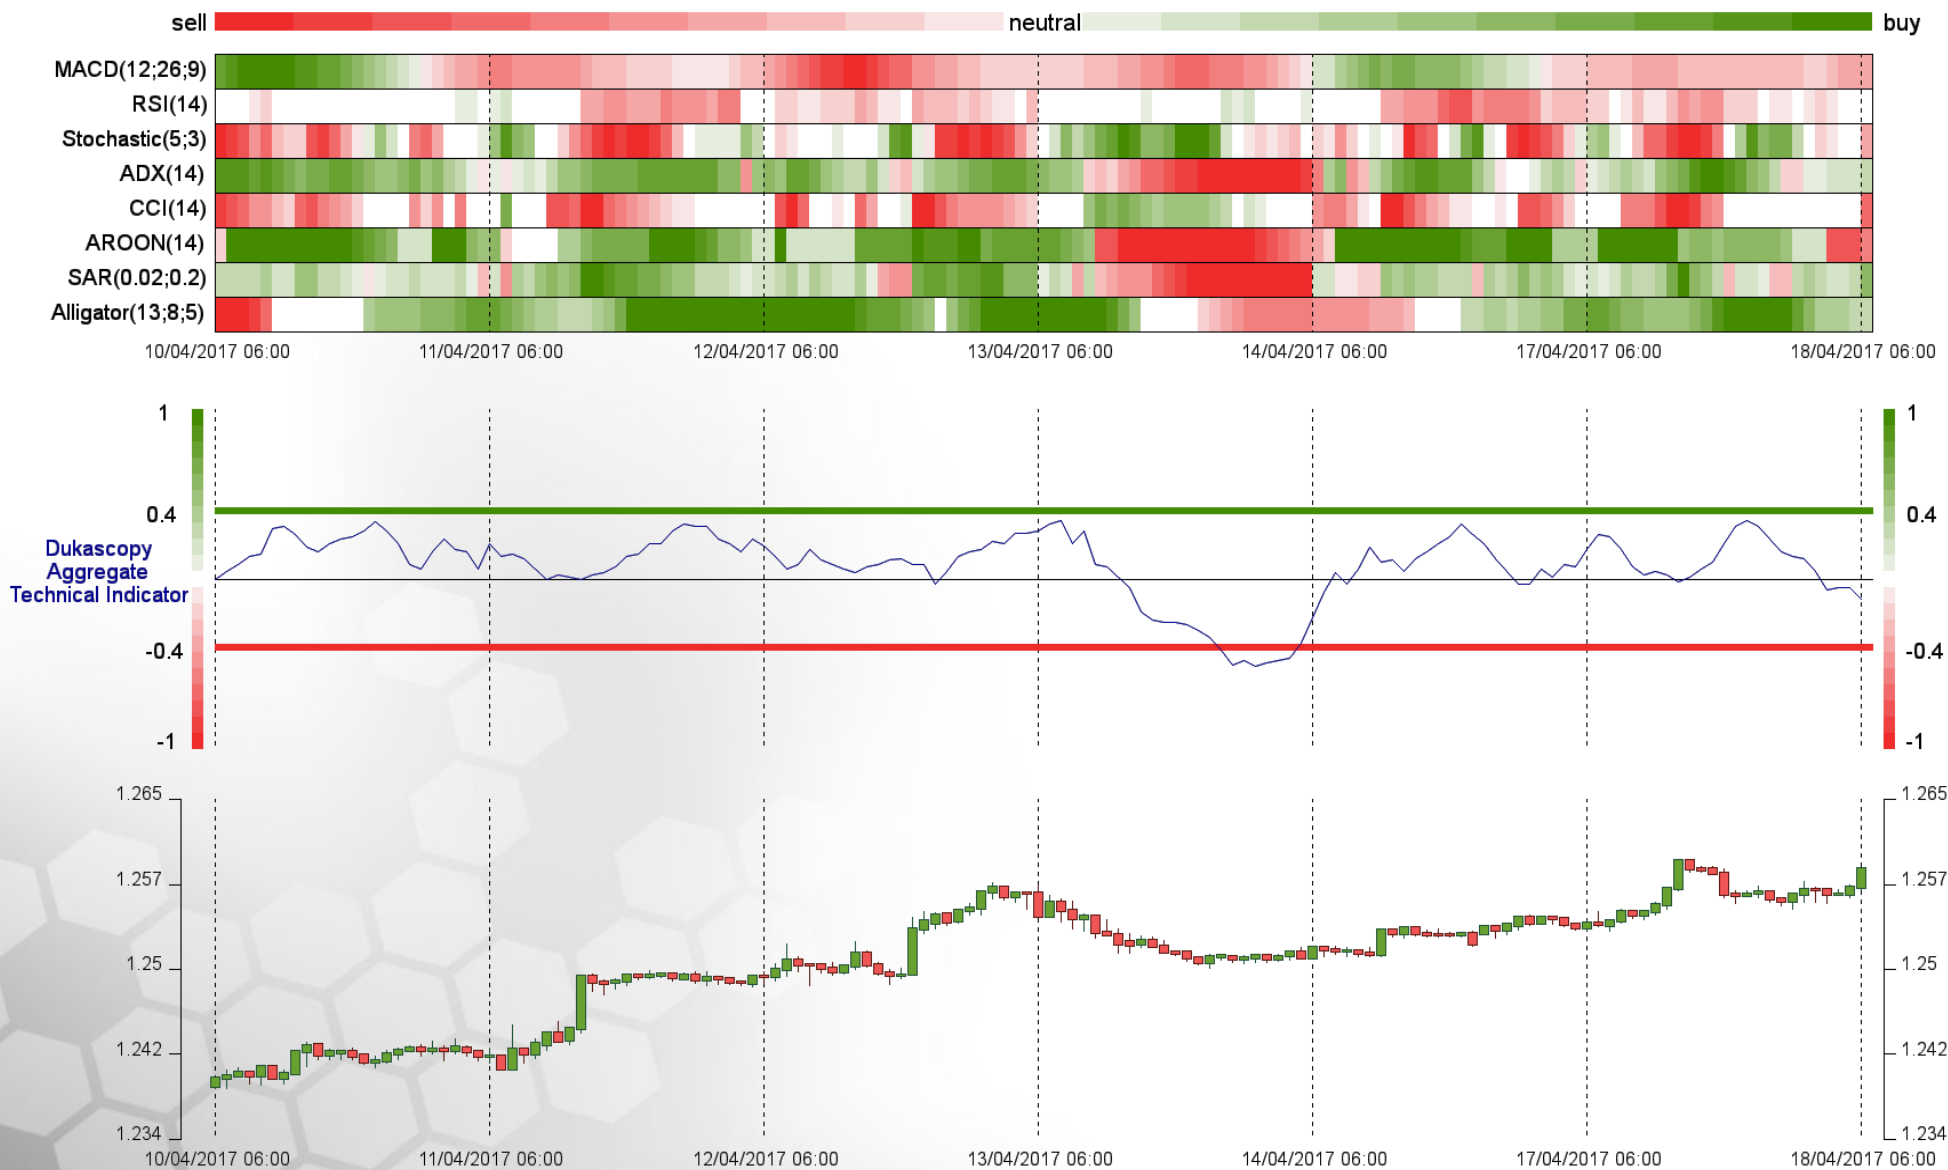 sell neutral buy
MACD(12;26;9)
RSI(14)
Stochastic(5;3)
ADX(14)
CCI(14)
AROON(14)
SAR(0.02;0.2)
Alligator(13;8;5)
10/04/2017 06:00 11/04/2017 06:00 12/04/2017 06:00 13/04/2017 06:00 14/04/2017 06:00 17/04/2017 06:00 18/04/2017 06:00
1 1
0.4 0.4
Dukascopy
Aggregate
Technical Indicator
-0.4 -0.4
-1 -1
1.265 1.265
1.257 1.257
1.25 1.25
1.242 1.242
1.234 1.234
10/04/2017 06:00 11/04/2017 06:00 12/04/2017 06:00 13/04/2017 06:00 14/04/2017 06:00 17/04/2017 06:00 18/04/2017 06:00